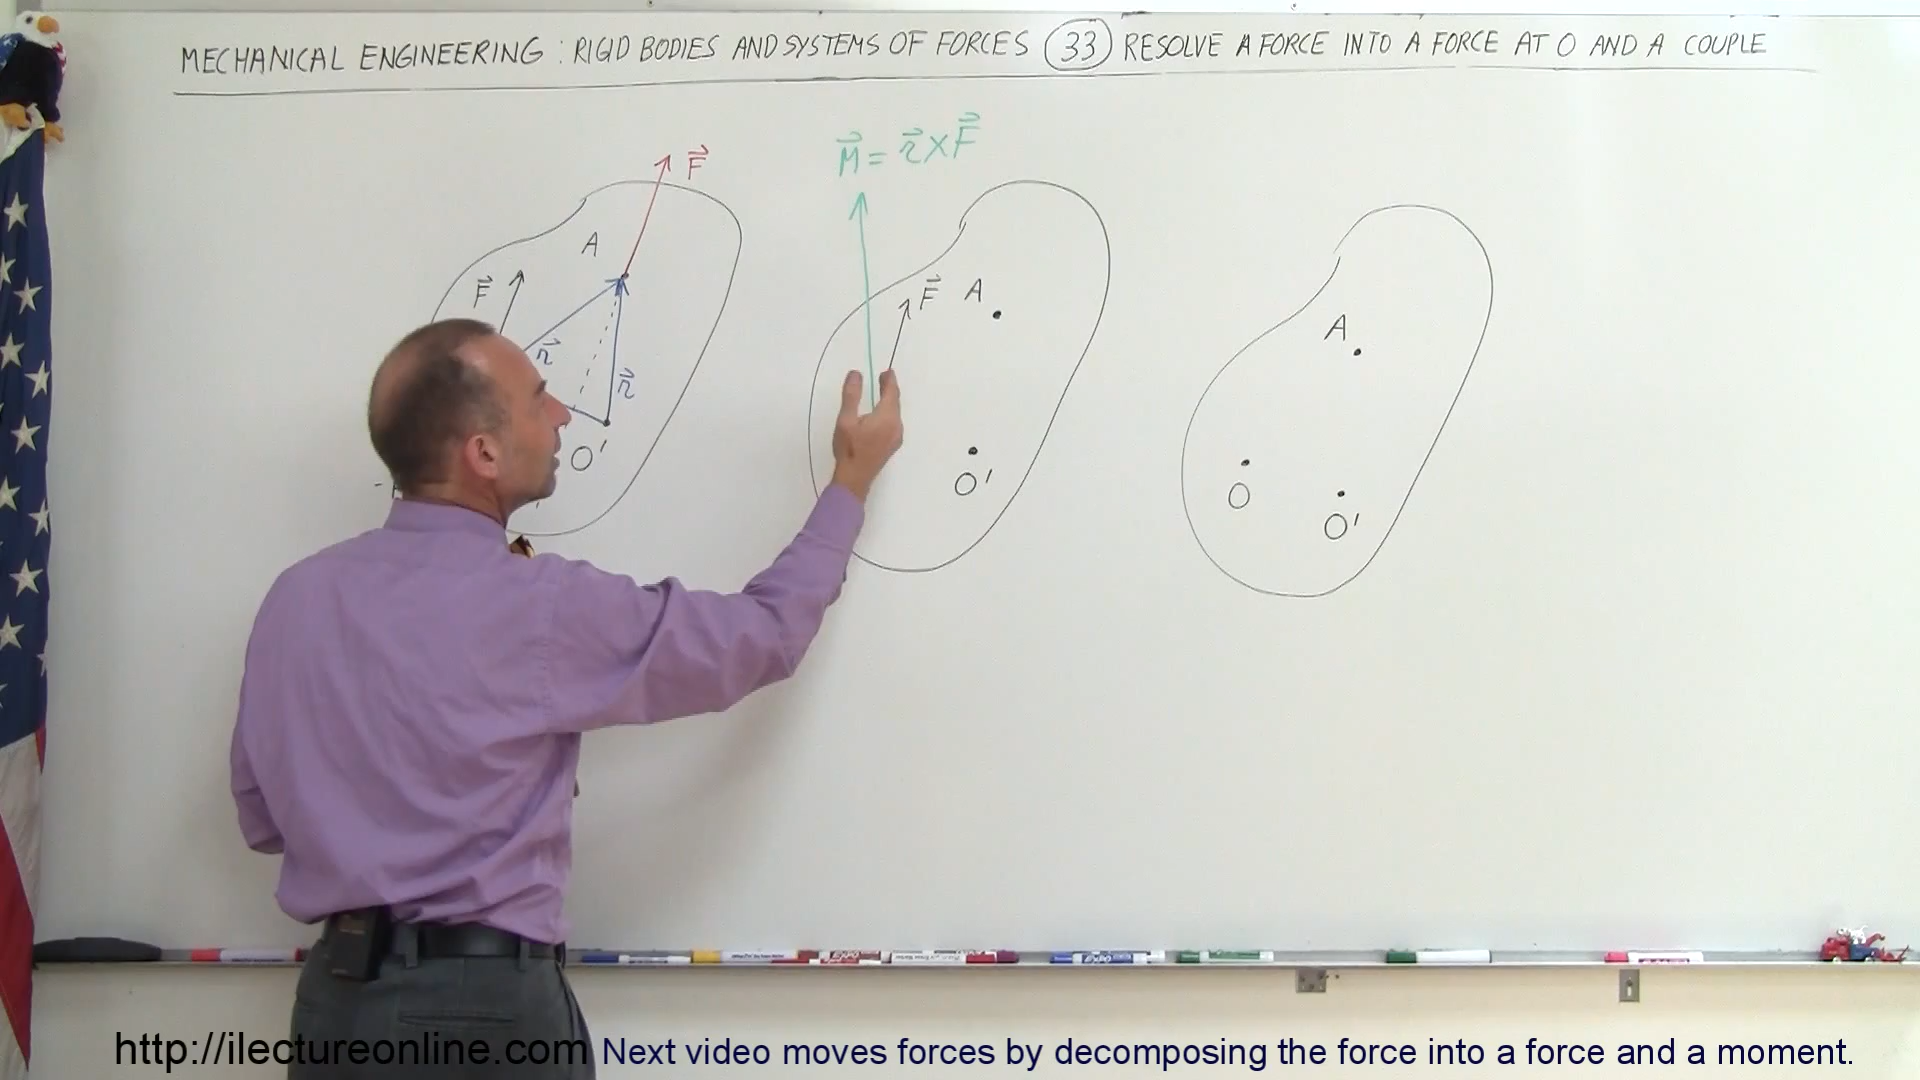 MECHANICAL ENGINEERING : RIGID BODIES AND SYSTEMS OF FORCES 33 RESOLVE A FORCE INTO A FORCE AT O AND A COUPLE
M⃗ = r⃗ X F⃗
F⃗
A
F⃗
r⃗
r⃗
O'
F⃗
A
O'
A
O
O'
http://ilectureonline.com Next video moves forces by decomposing the force into a force and a moment.